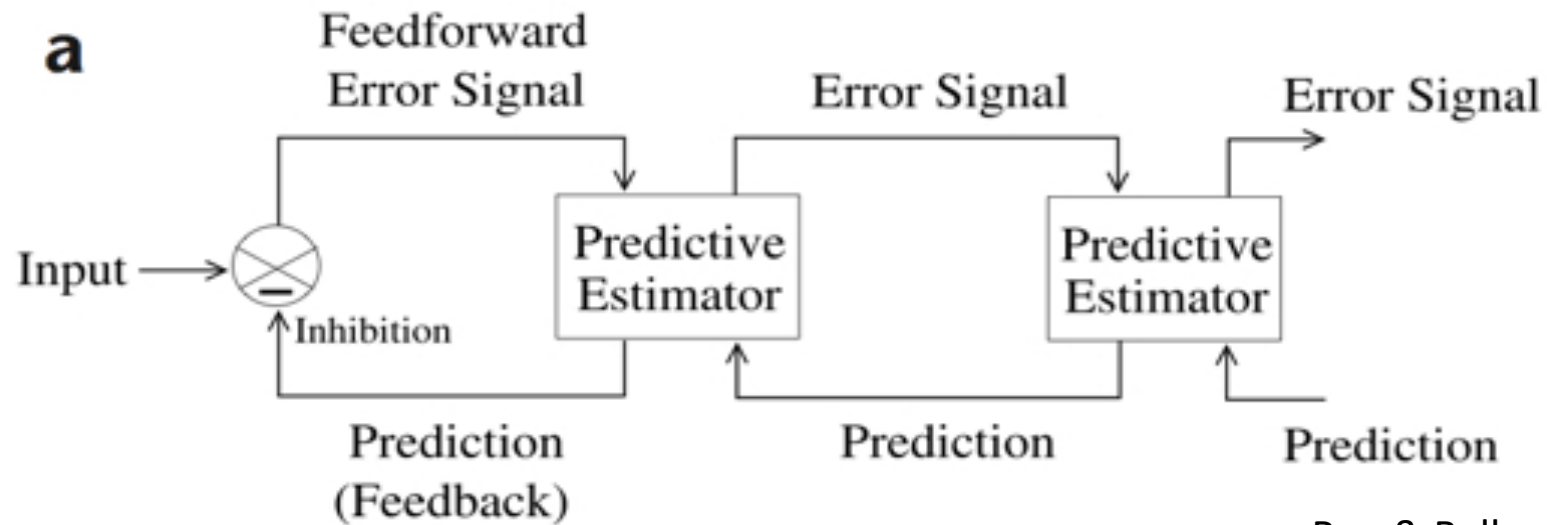 a
Feedforward
Error Signal
Error Signal
Error Signal
Input
Inhibition
Predictive
Estimator
Predictive
Estimator
Prediction
(Feedback)
Prediction
Prediction